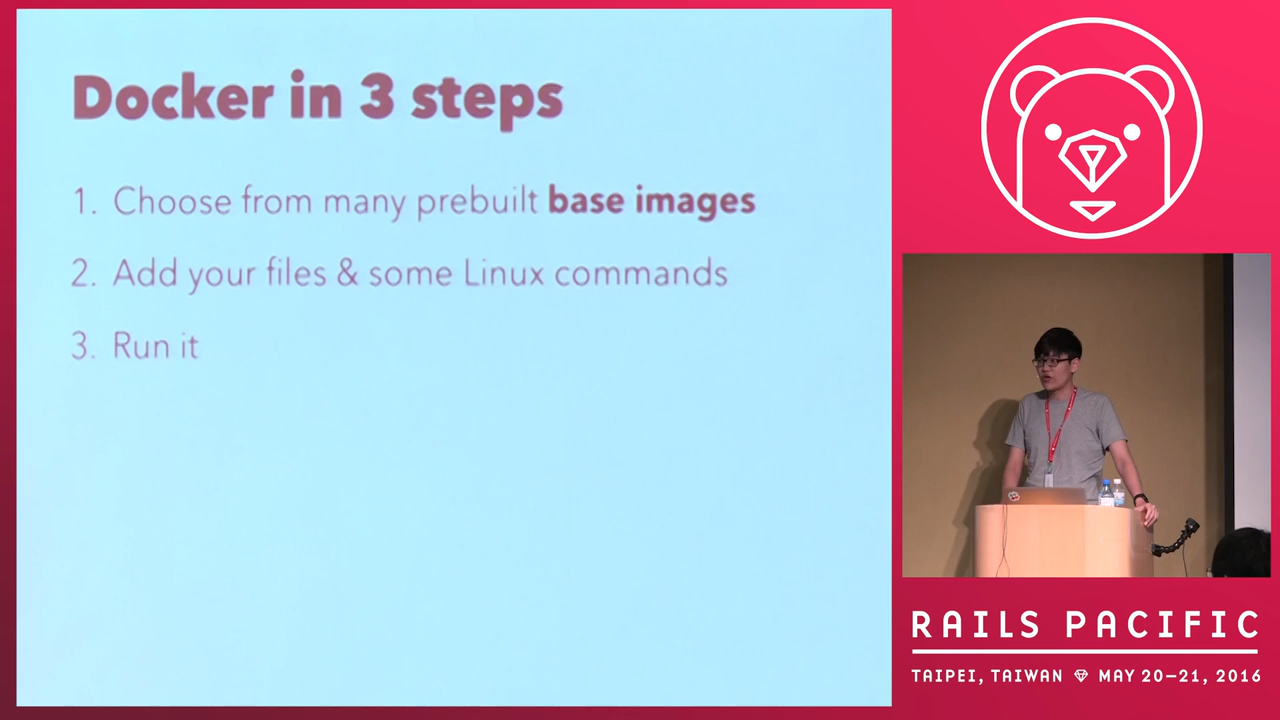 Docker in 3 steps
1. Choose from many prebuilt base images
2. Add your files & some Linux commands
3. Run it
RAILS PACIFIC
TAIPEI, TAIWAN MAY 20–21, 2016